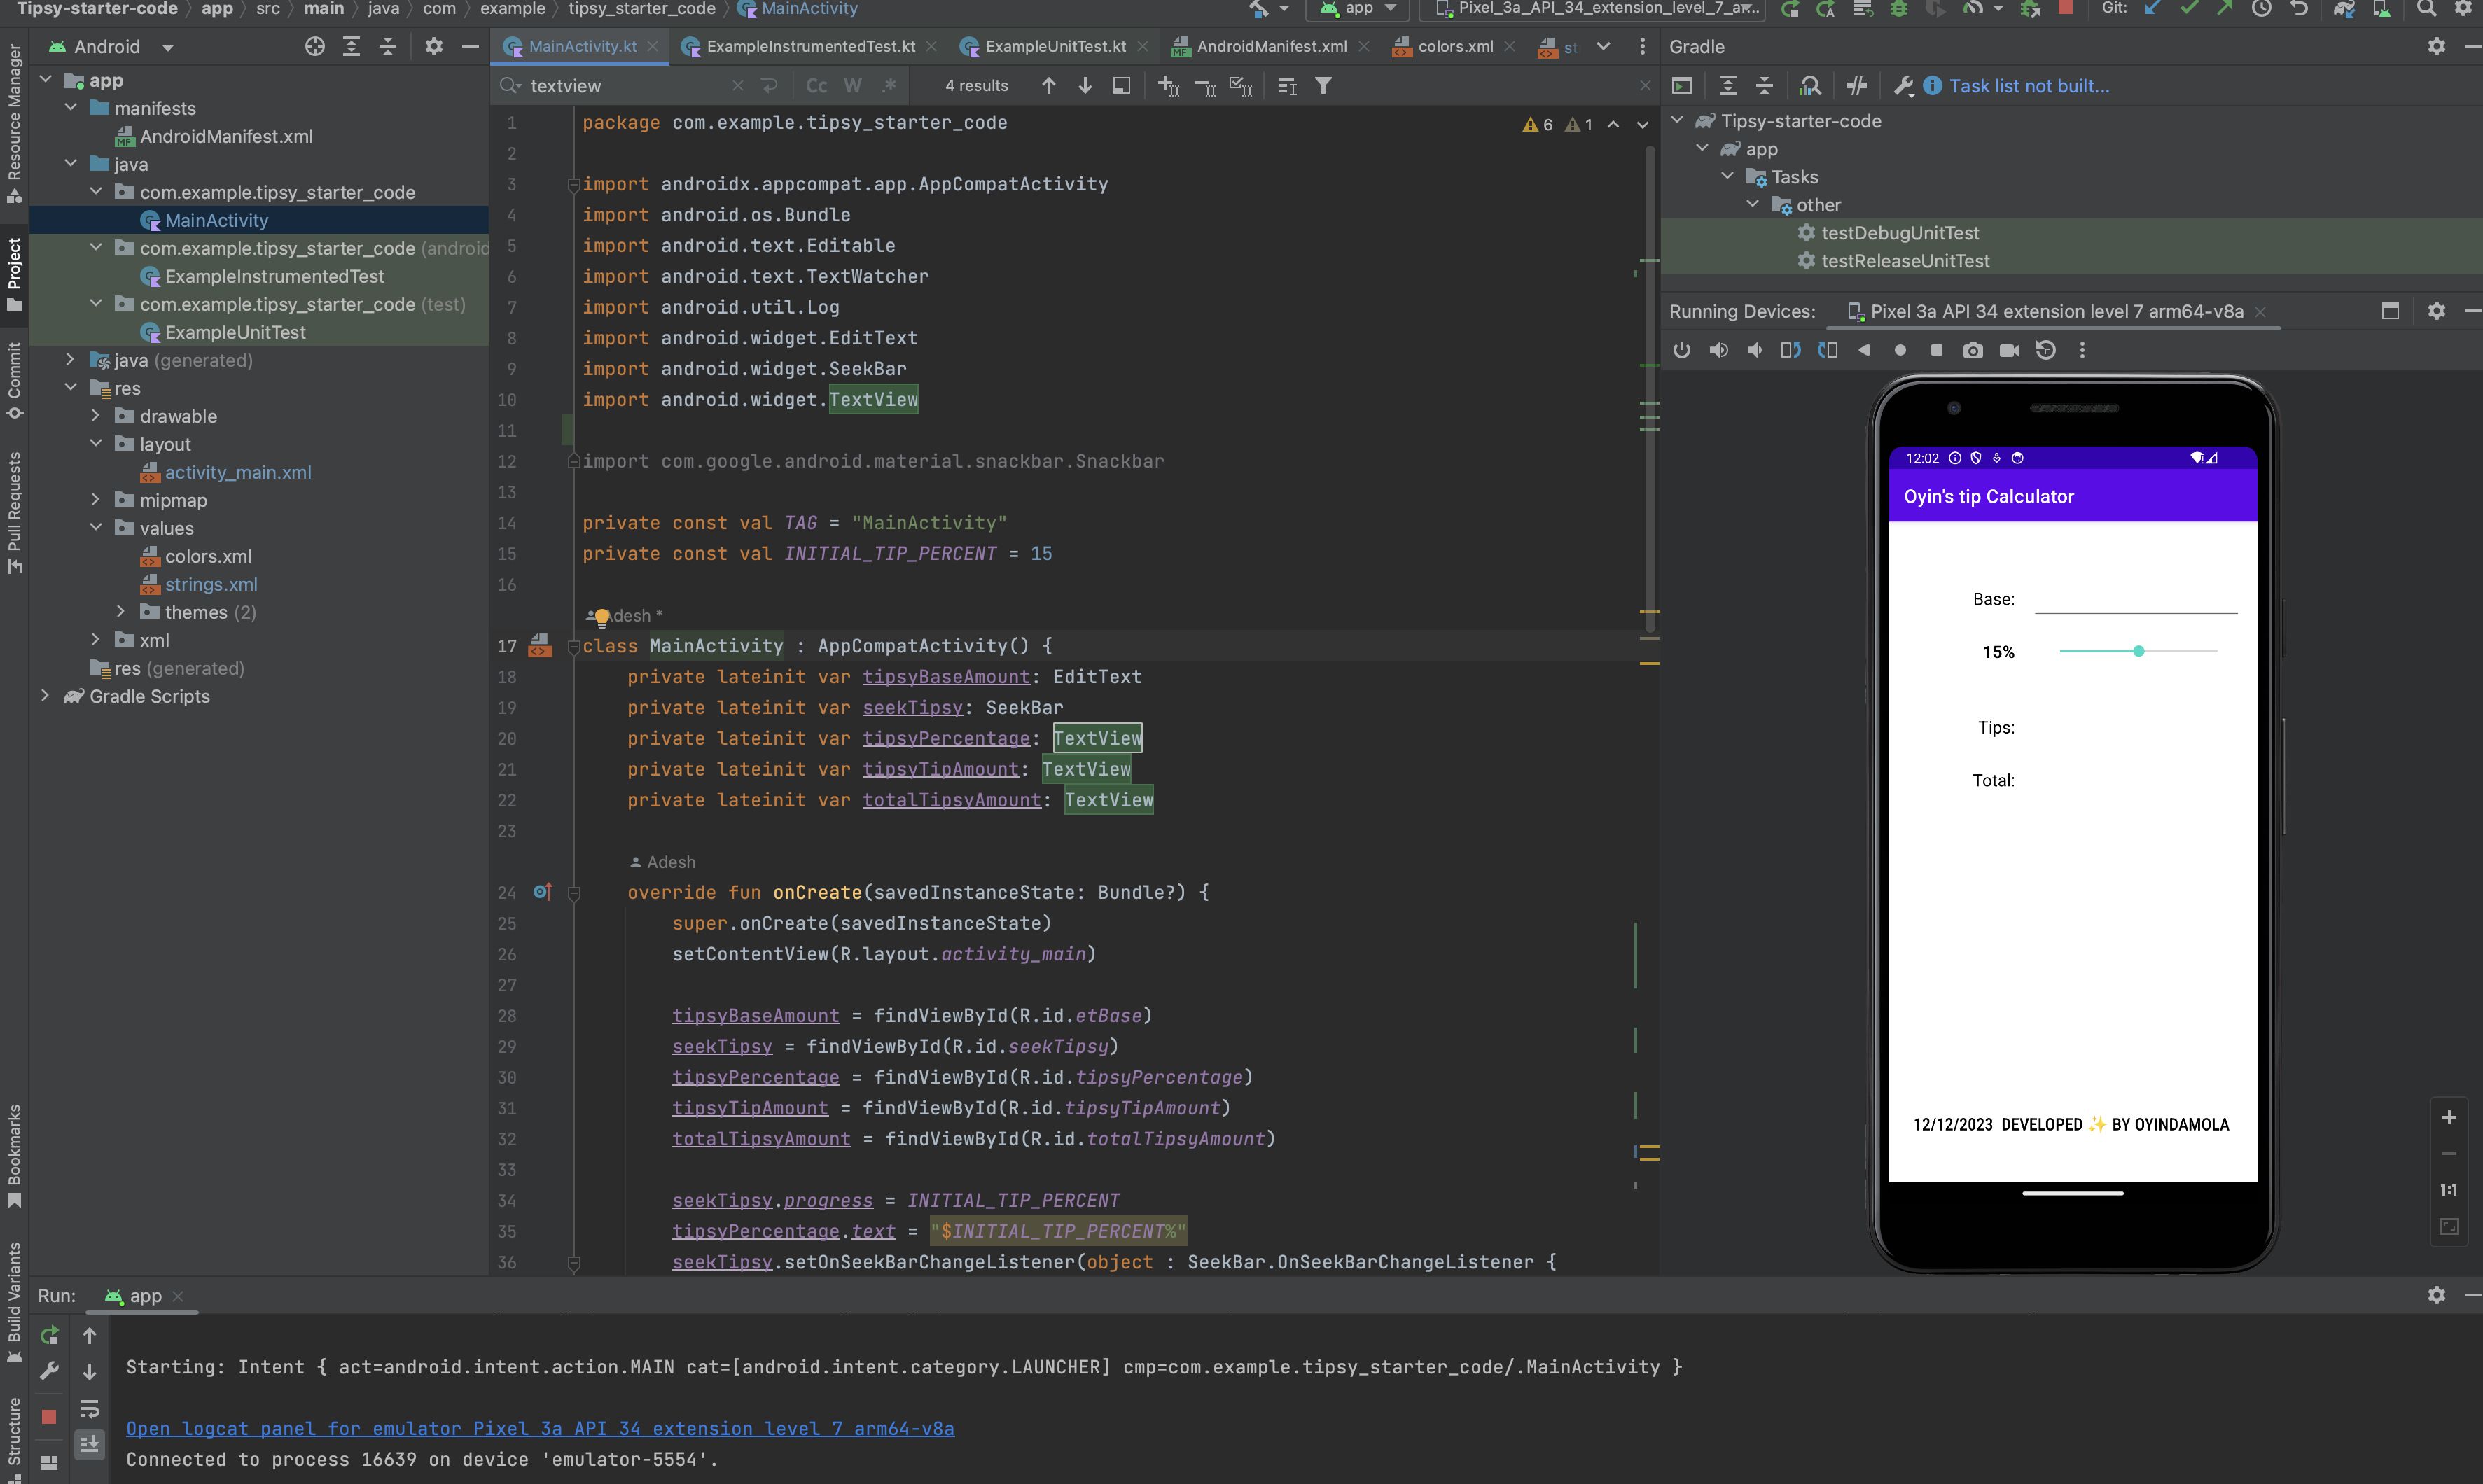 Tipsy-starter-code app src main java com example tipsy_starter_code MainActivity
app Pixel_3a_API_34_extension_level_7_ar... Git:
Android
MainActivity.kt ExampleInstrumentedTest.kt ExampleUnitTest.kt AndroidManifest.xml colors.xml st
Gradle
textview Cc W .* 4 results
Task list not built...
Resource Manager
Project
Commit
Pull Requests
Bookmarks
Build Variants
Structure
app
manifests
AndroidManifest.xml
java
com.example.tipsy_starter_code
MainActivity
com.example.tipsy_starter_code (android
ExampleInstrumentedTest
com.example.tipsy_starter_code (test)
ExampleUnitTest
java (generated)
res
drawable
layout
activity_main.xml
mipmap
values
colors.xml
strings.xml
themes (2)
xml
res (generated)
Gradle Scripts
6 1
1 package com.example.tipsy_starter_code
2
3 import androidx.appcompat.app.AppCompatActivity
4 import android.os.Bundle
5 import android.text.Editable
6 import android.text.TextWatcher
7 import android.util.Log
8 import android.widget.EditText
9 import android.widget.SeekBar
10 import android.widget.TextView
11
12 import com.google.android.material.snackbar.Snackbar
13
14 private const val TAG = "MainActivity"
15 private const val INITIAL_TIP_PERCENT = 15
16
Adesh *
17 class MainActivity : AppCompatActivity() {
18 private lateinit var tipsyBaseAmount: EditText
19 private lateinit var seekTipsy: SeekBar
20 private lateinit var tipsyPercentage: TextView
21 private lateinit var tipsyTipAmount: TextView
22 private lateinit var totalTipsyAmount: TextView
23
Adesh
24 override fun onCreate(savedInstanceState: Bundle?) {
25 super.onCreate(savedInstanceState)
26 setContentView(R.layout.activity_main)
27
28 tipsyBaseAmount = findViewById(R.id.etBase)
29 seekTipsy = findViewById(R.id.seekTipsy)
30 tipsyPercentage = findViewById(R.id.tipsyPercentage)
31 tipsyTipAmount = findViewById(R.id.tipsyTipAmount)
32 totalTipsyAmount = findViewById(R.id.totalTipsyAmount)
33
34 seekTipsy.progress = INITIAL_TIP_PERCENT
35 tipsyPercentage.text = "$INITIAL_TIP_PERCENT%"
36 seekTipsy.setOnSeekBarChangeListener(object : SeekBar.OnSeekBarChangeListener {
Tipsy-starter-code
app
Tasks
other
testDebugUnitTest
testReleaseUnitTest
Running Devices: Pixel 3a API 34 extension level 7 arm64-v8a
12:02
Oyin's tip Calculator
Base:
15%
Tips:
Total:
12/12/2023 DEVELOPED ✨ BY OYINDAMOLA
1:1
Run: app
Starting: Intent { act=android.intent.action.MAIN cat=[android.intent.category.LAUNCHER] cmp=com.example.tipsy_starter_code/.MainActivity }
Open logcat panel for emulator Pixel 3a API 34 extension level 7 arm64-v8a
Connected to process 16639 on device 'emulator-5554'.